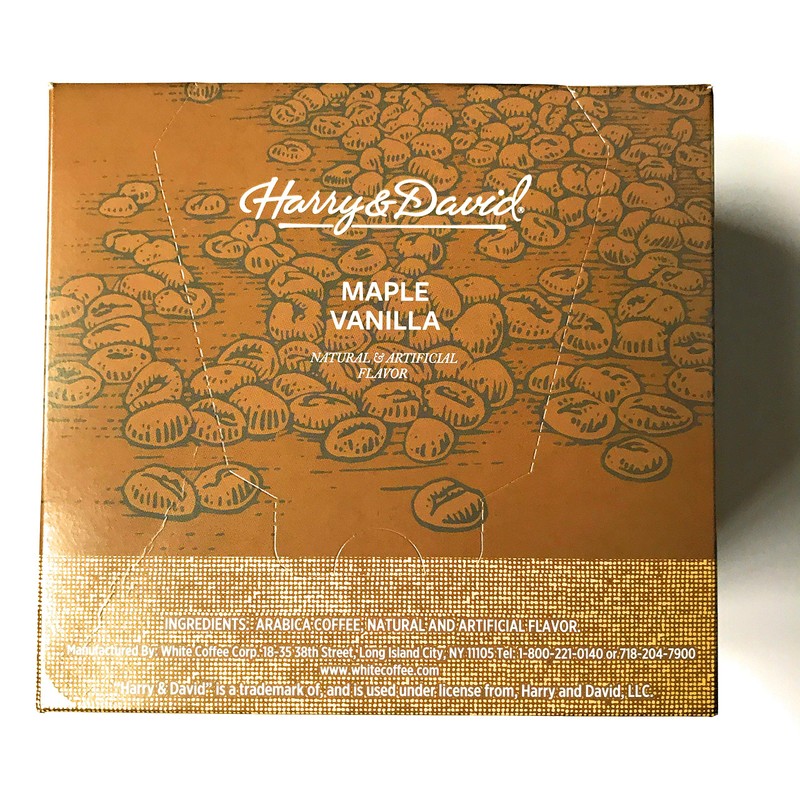 Harry & David®
MAPLE
VANILLA
NATURAL & ARTIFICIAL
FLAVOR
INGREDIENTS: ARABICA COFFEE, NATURAL AND ARTIFICIAL FLAVOR.
Manufactured By: White Coffee Corp. 18-35 38th Street, Long Island City, NY 11105 Tel: 1-800-221-0140 or 718-204-7900
www.whitecoffee.com
"Harry & David" is a trademark of, and is used under license from, Harry and David, LLC.